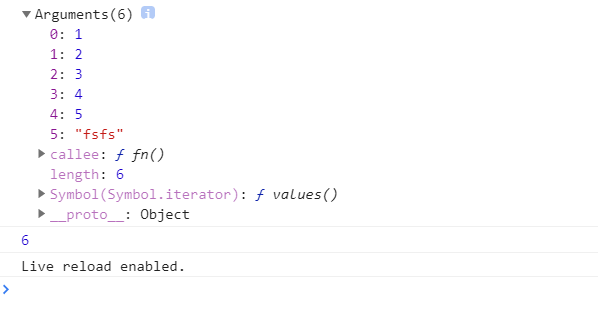 Arguments(6) i
0: 1
1: 2
2: 3
3: 4
4: 5
5: "fsfs"
callee: ƒ fn()
length: 6
Symbol(Symbol.iterator): ƒ values()
__proto__: Object
6
Live reload enabled.